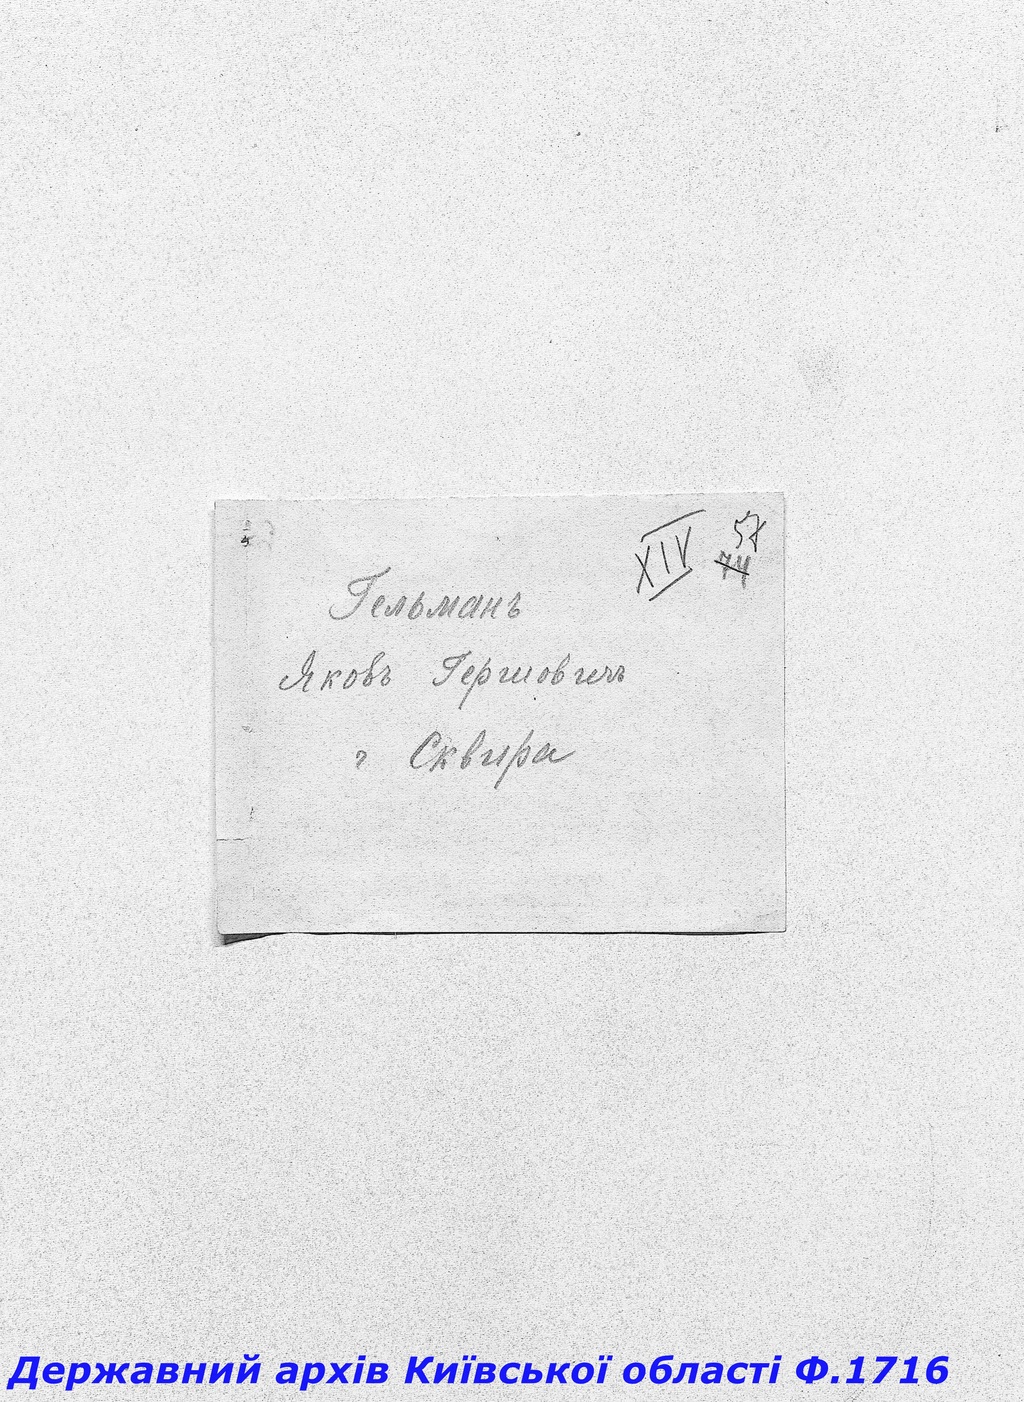 XIV 57
74
Гельманъ
Яковъ Гершовичъ
г Сквира
Державний архів Київської області Ф.1716